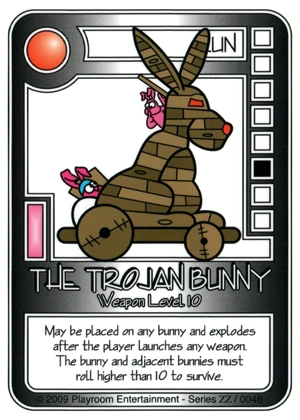 RUN
THE TROJAN BUNNY
Weapon Level 10
May be placed on any bunny and explodes
after the player launches any weapon.
The bunny and adjacent bunnies must
roll higher than 10 to survive.
© 2009 Playroom Entertainment - Series ZZ / 0046